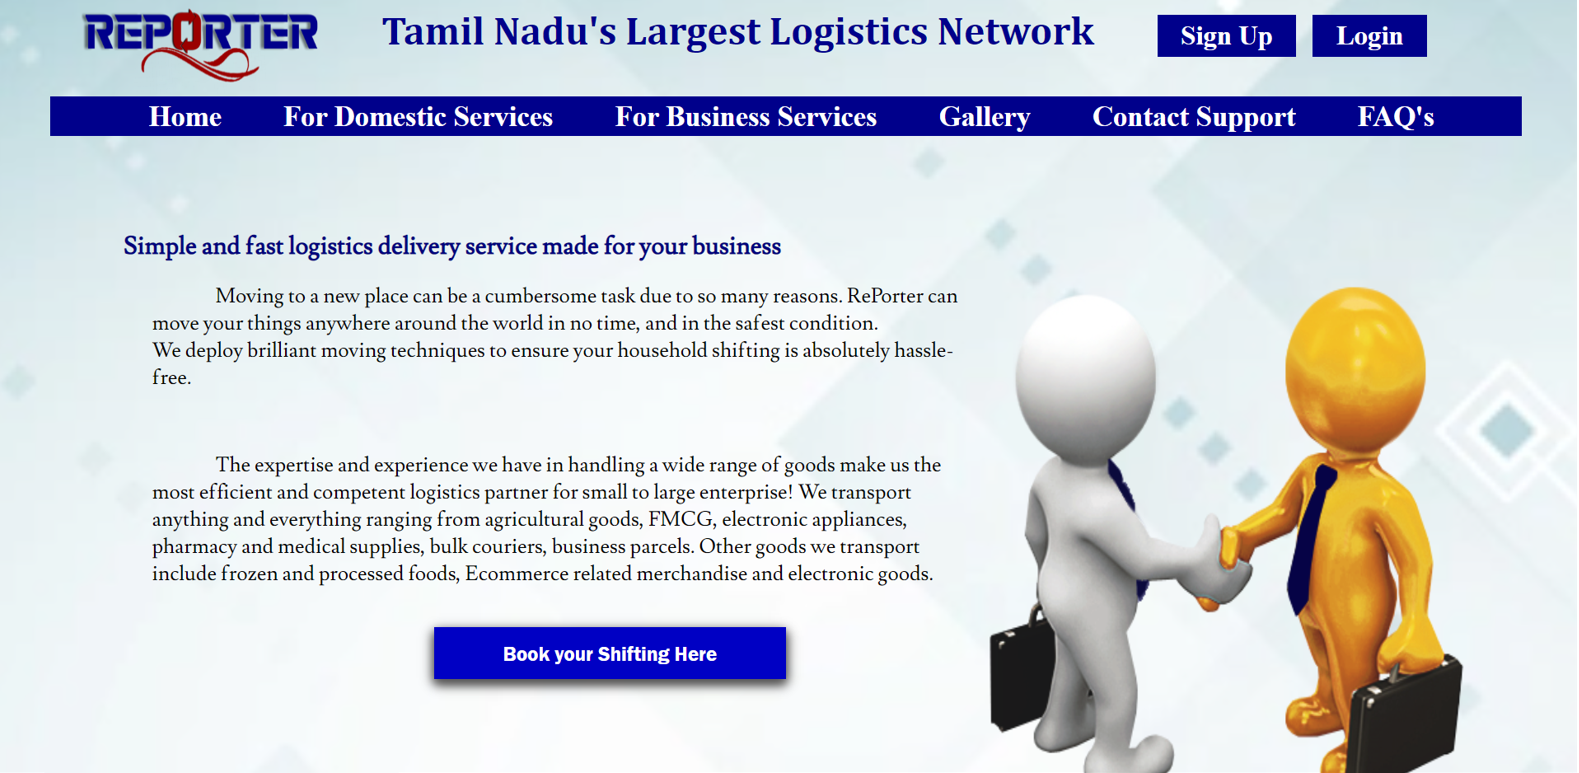 REPORTER
Tamil Nadu's Largest Logistics Network
Sign Up
Login
Home
For Domestic Services
For Business Services
Gallery
Contact Support
FAQ's
Simple and fast logistics delivery service made for your business
Moving to a new place can be a cumbersome task due to so many reasons. RePorter can
move your things anywhere around the world in no time, and in the safest condition.
We deploy brilliant moving techniques to ensure your household shifting is absolutely hassle-
free.
The expertise and experience we have in handling a wide range of goods make us the
most efficient and competent logistics partner for small to large enterprise! We transport
anything and everything ranging from agricultural goods, FMCG, electronic appliances,
pharmacy and medical supplies, bulk couriers, business parcels. Other goods we transport
include frozen and processed foods, Ecommerce related merchandise and electronic goods.
Book your Shifting Here